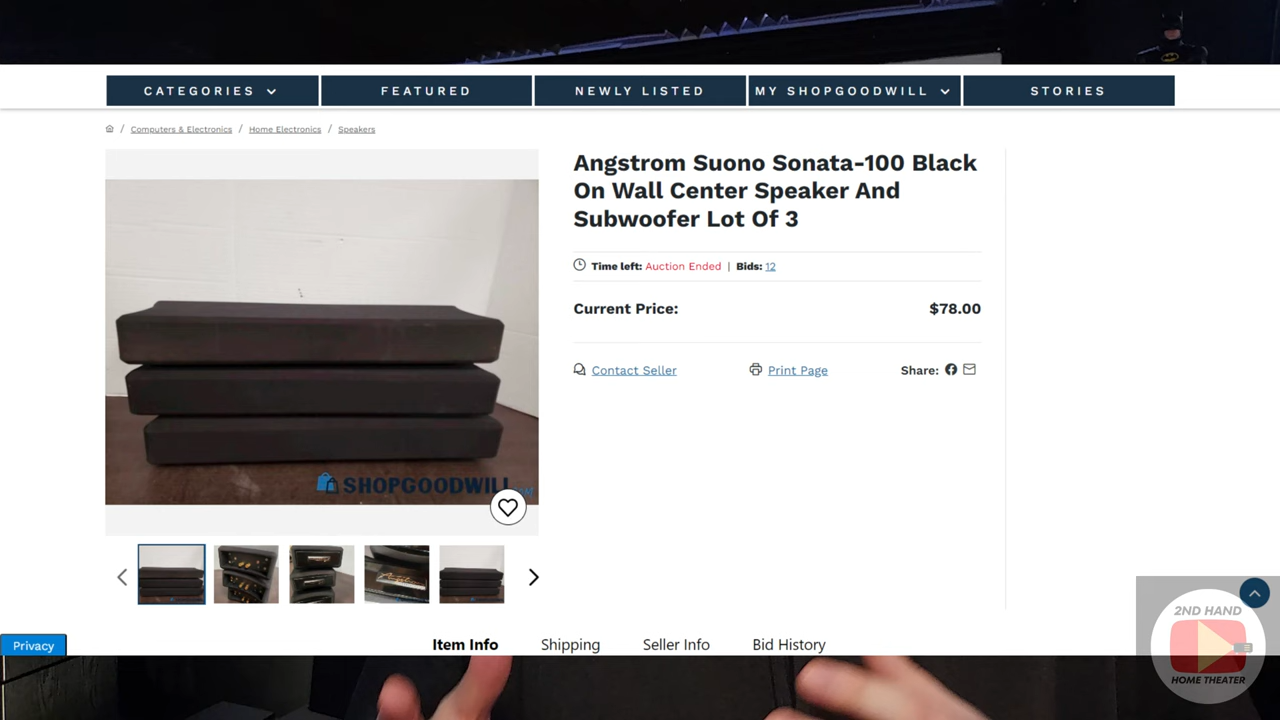 CATEGORIES
FEATURED
NEWLY LISTED
MY SHOPGOODWILL
STORIES
/ Computers & Electronics / Home Electronics / Speakers
Angstrom Suono Sonata-100 Black
On Wall Center Speaker And
Subwoofer Lot Of 3
Time left: Auction Ended | Bids: 12
Current Price:
$78.00
Contact Seller
Print Page
Share:
SHOPGOODWILL
Privacy
Item Info
Shipping
Seller Info
Bid History
2ND HAND
HOME THEATER